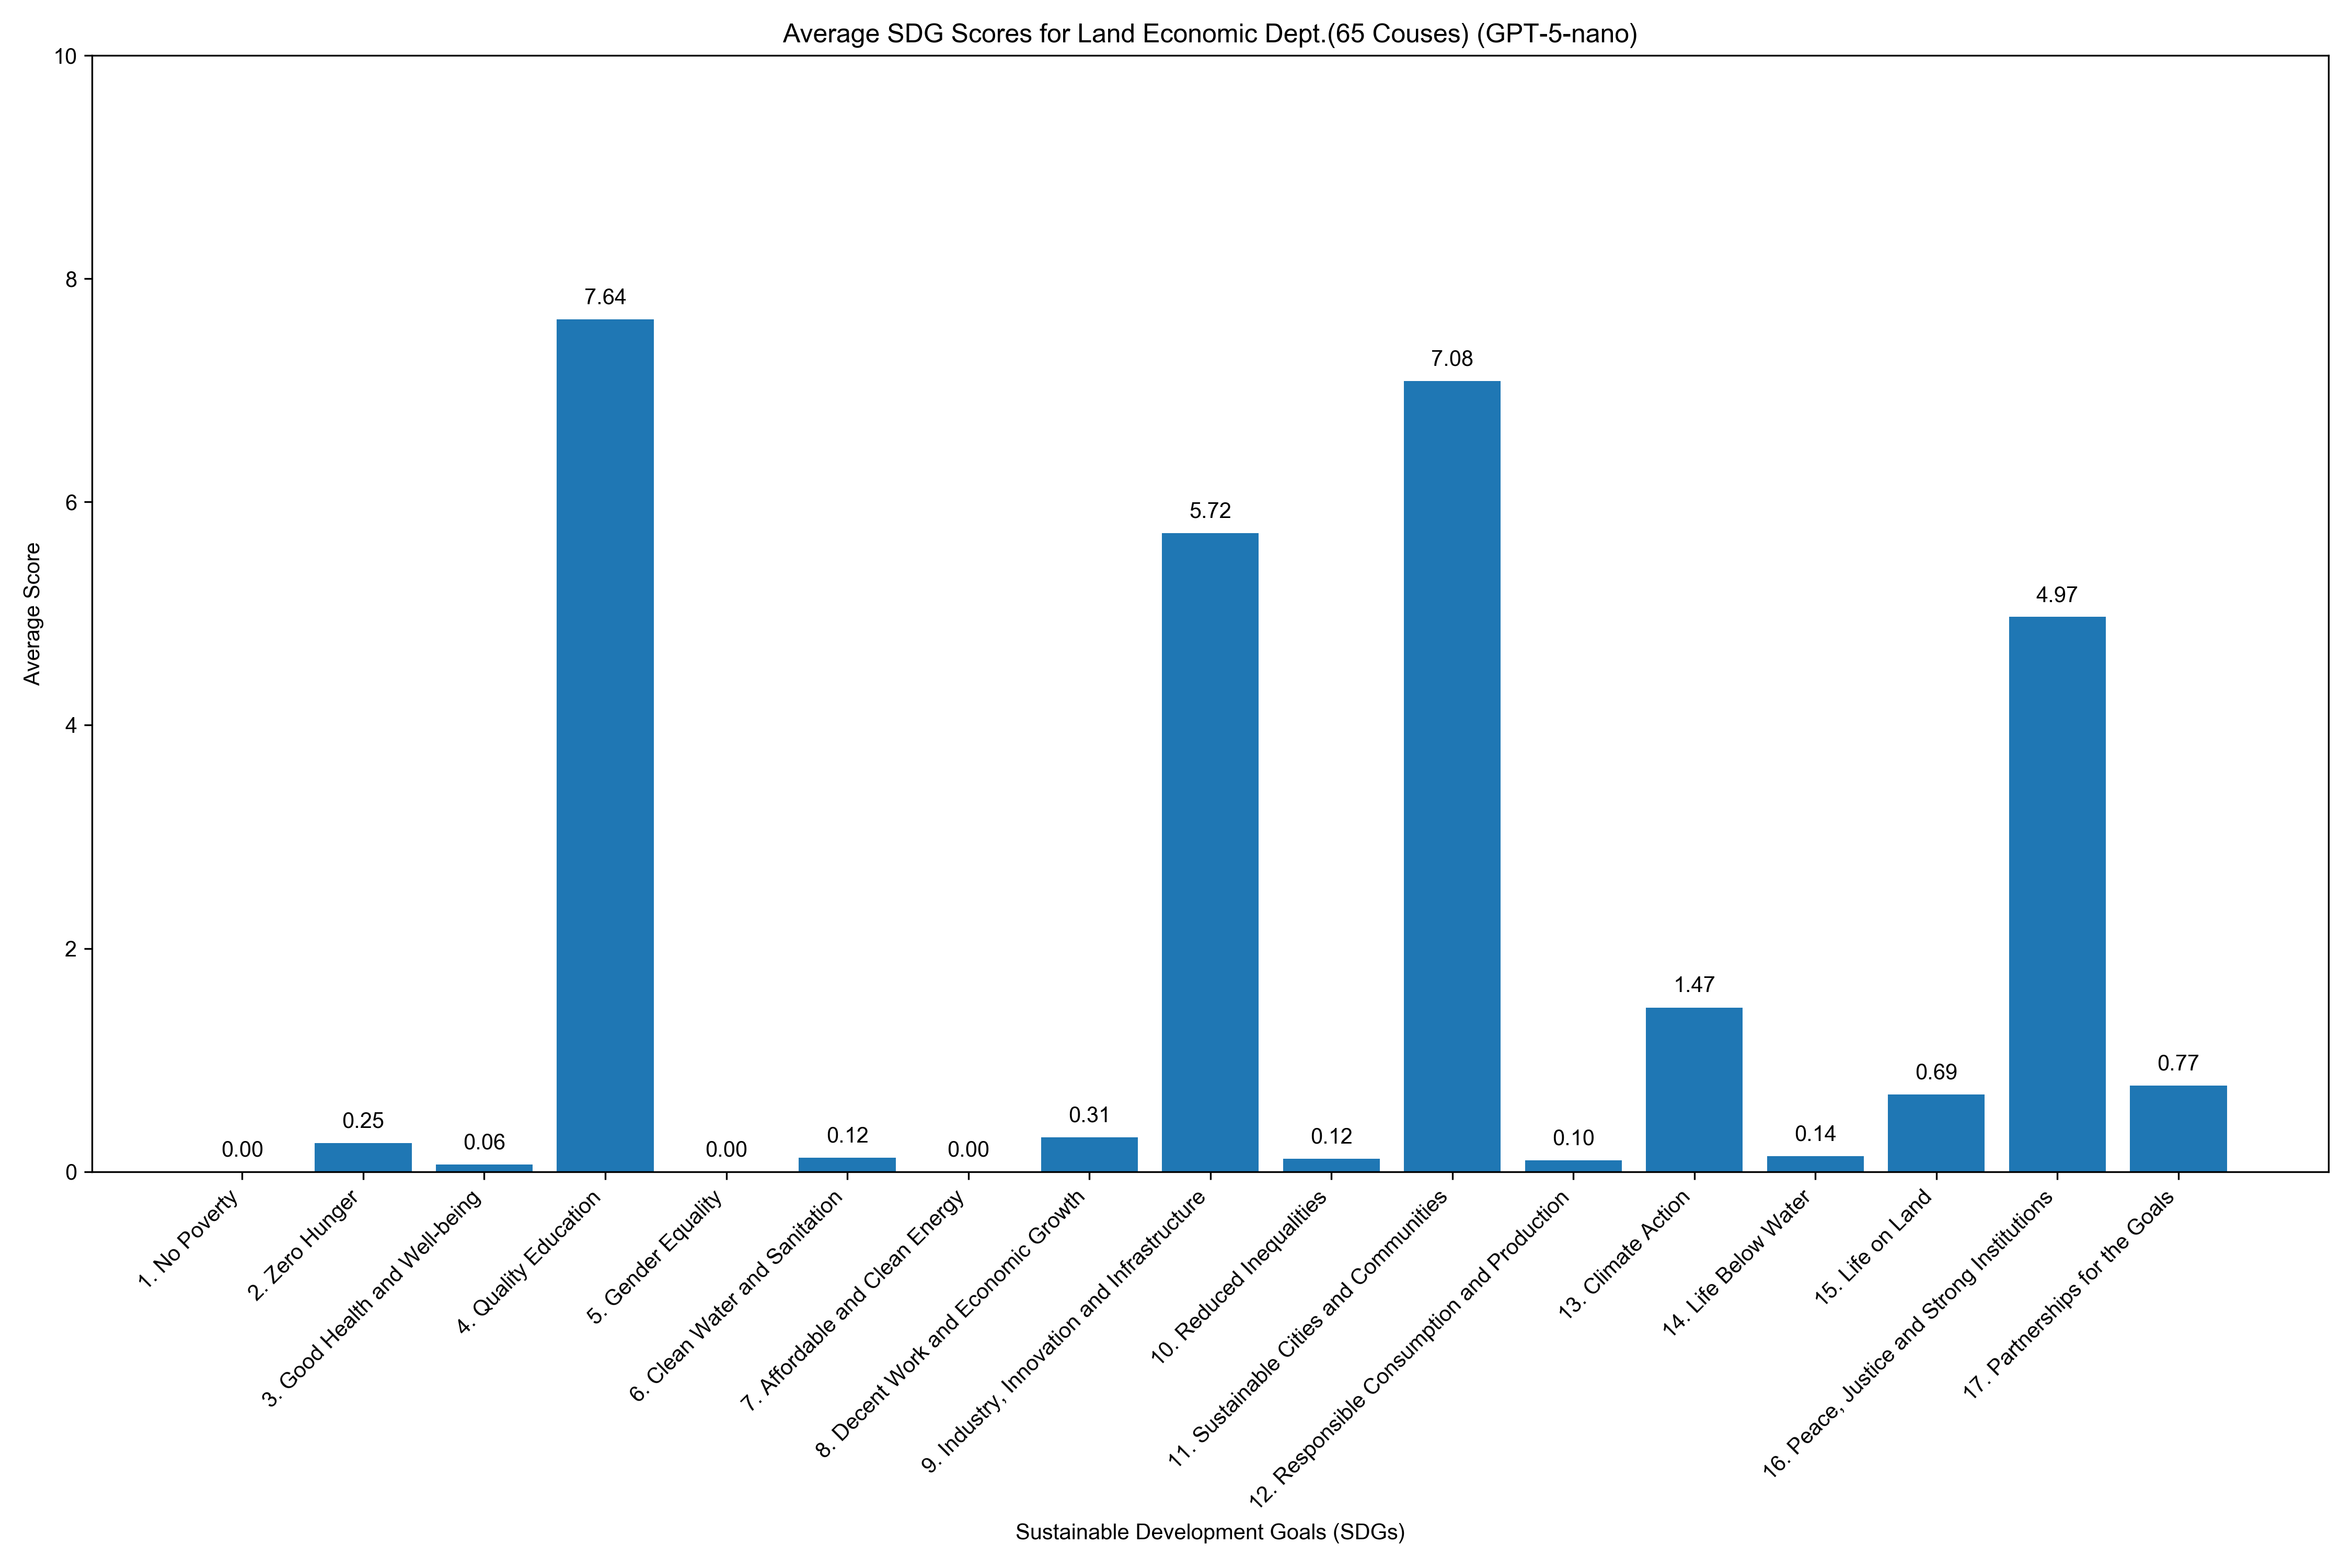 Average SDG Scores for Land Economic Dept.(65 Couses) (GPT-5-nano)
Average Score
10
8
6
4
2
0
0.00
0.25
0.06
7.64
0.00
0.12
0.00
0.31
5.72
0.12
7.08
0.10
1.47
0.14
0.69
4.97
0.77
1. No Poverty
2. Zero Hunger
3. Good Health and Well-being
4. Quality Education
5. Gender Equality
6. Clean Water and Sanitation
7. Affordable and Clean Energy
8. Decent Work and Economic Growth
9. Industry, Innovation and Infrastructure
10. Reduced Inequalities
11. Sustainable Cities and Communities
12. Responsible Consumption and Production
13. Climate Action
14. Life Below Water
15. Life on Land
16. Peace, Justice and Strong Institutions
17. Partnerships for the Goals
Sustainable Development Goals (SDGs)